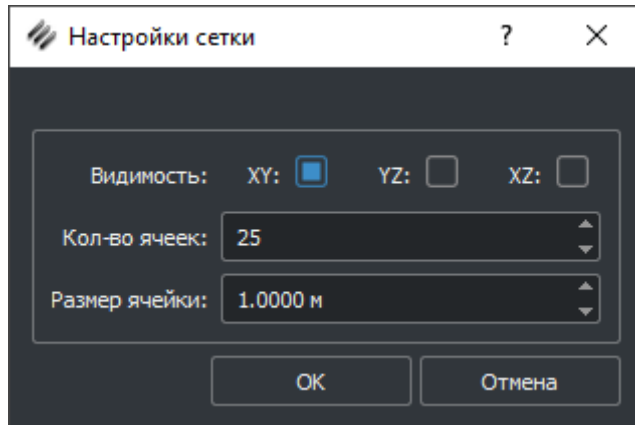 Настройки сетки ?
Видимость: XY: YZ: XZ:
Кол-во ячеек: 25
Размер ячейки: 1.0000 м
OK Отмена